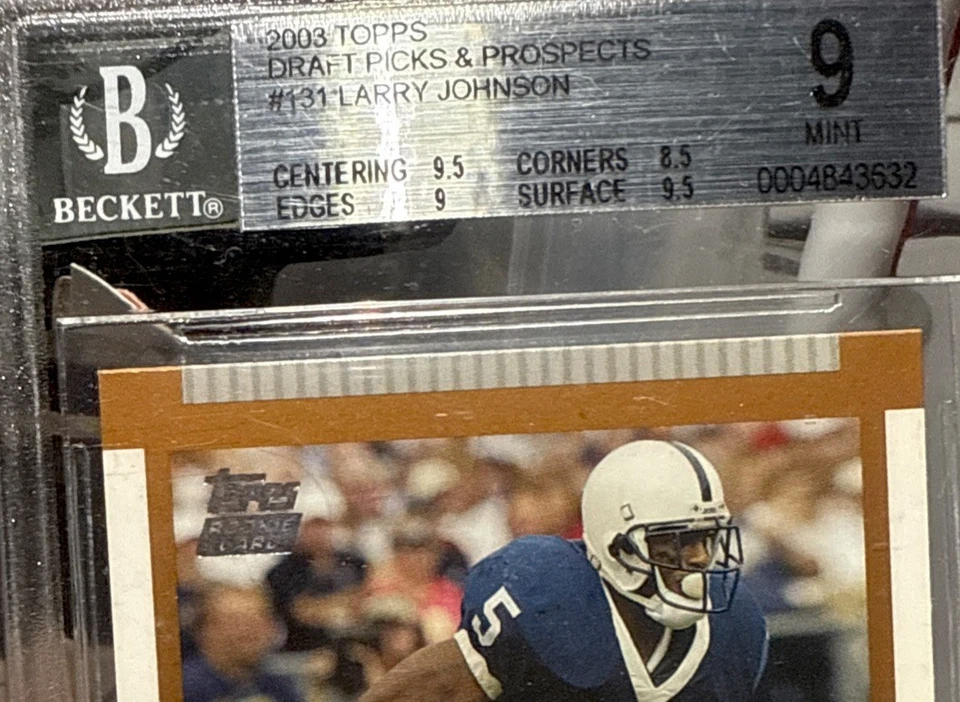 B
BECKETT®
2003 TOPPS
DRAFT PICKS & PROSPECTS
#131 LARRY JOHNSON
CENTERING 9.5 CORNERS 8.5
EDGES 9 SURFACE 9.5
9
MINT
0004843632
Topps
ROOKIE
CARD
5